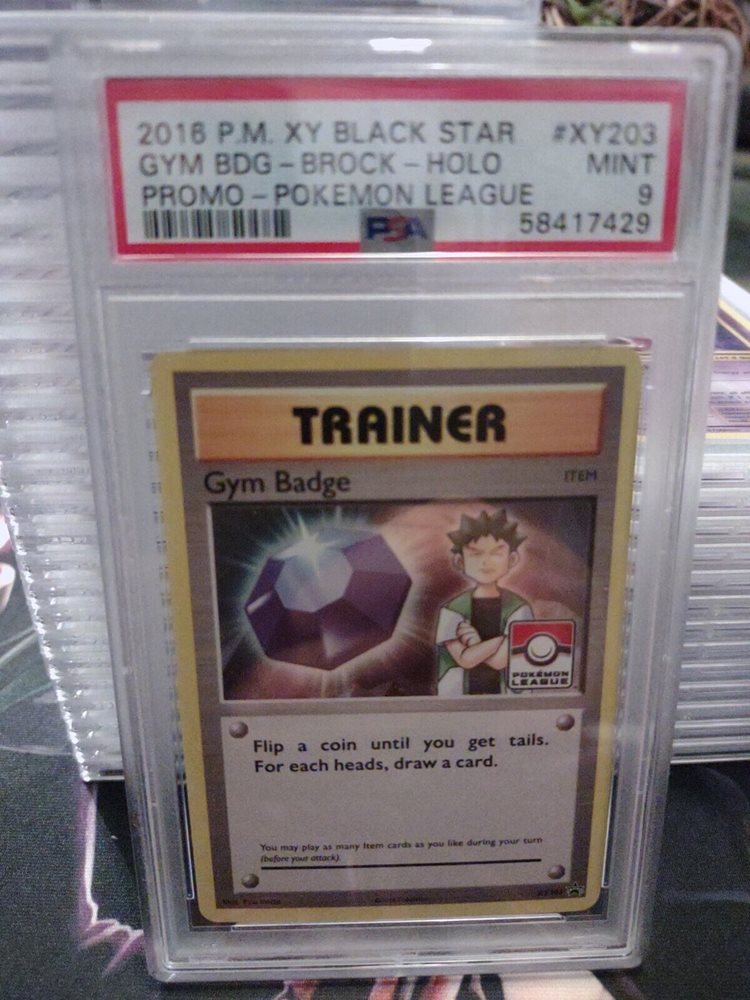 2016 P.M. XY BLACK STAR #XY203
GYM BDG - BROCK - HOLO MINT
PROMO - POKEMON LEAGUE 9
PSA 58417429
TRAINER
Gym Badge ITEM
POKÉMON
LEAGUE
Flip a coin until you get tails.
For each heads, draw a card.
You may play as many Item cards as you like during your turn
(before your attack).